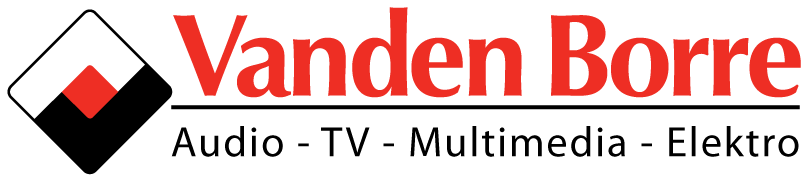 Vanden Borre
Audio - TV - Multimedia - Elektro